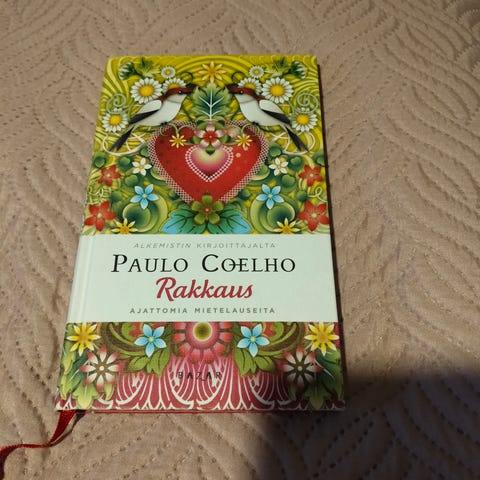 ALKEMISTIN KIRJOITTAJALTA
PAULO COELHO
Rakkaus
AJATTOMIA MIETELAUSEITA
BAZAR